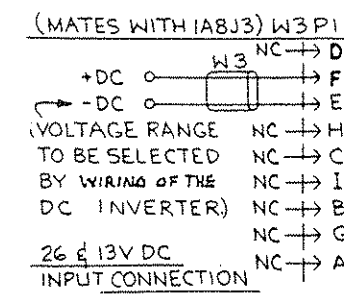 (MATES WITH 1A8J3) W3P1
NC D
W3
+DC F
-DC E
(VOLTAGE RANGE NC H
TO BE SELECTED NC C
BY WIRING OF THE NC I
DC INVERTER.) NC B
NC G
26 & 13V DC NC A
INPUT CONNECTION